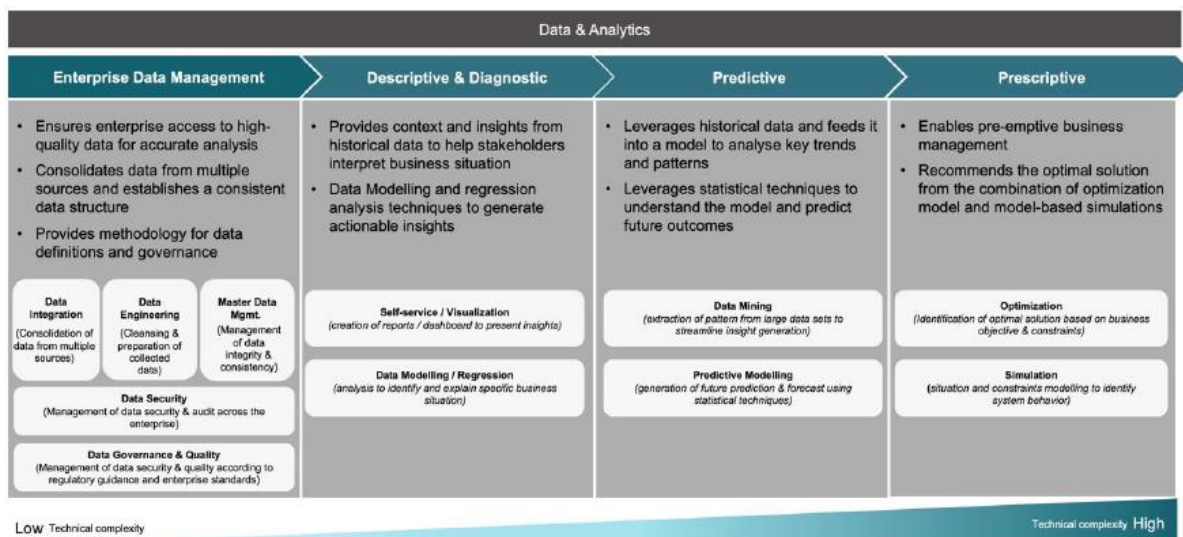 Data & Analytics
Enterprise Data Management
Descriptive & Diagnostic
Predictive
Prescriptive
• Ensures enterprise access to high-
quality data for accurate analysis
• Consolidates data from multiple
sources and establishes a consistent
data structure
• Provides methodology for data
definitions and governance
Data
Integration
(Consolidation of
data from multiple
sources)
Data
Engineering
(Cleansing &
preparation of
collected
data)
Master Data
Mgmt.
(Management
of data
integrity &
consistency)
Data Security
(Management of data security & audit across the
enterprise)
Data Governance & Quality
(Management of data security & quality according to
regulatory guidance and enterprise standards)
• Provides context and insights from
historical data to help stakeholders
interpret business situation
• Data Modelling and regression
analysis techniques to generate
actionable insights
Self-service / Visualization
(creation of reports / dashboard to present insights)
Data Modelling / Regression
(analysis to identify and explain specific business
situation)
• Leverages historical data and feeds it
into a model to analyse key trends
and patterns
• Leverages statistical techniques to
understand the model and predict
future outcomes
Data Mining
(extraction of pattern from large data sets to
streamline insight generation)
Predictive Modelling
(generation of future prediction & forecast using
statistical techniques)
• Enables pre-emptive business
management
• Recommends the optimal solution
from the combination of optimization
model and model-based simulations
Optimization
(Identification of optimal solution based on business
objective & constraints)
Simulation
(situation and constraints modelling to identify
system behavior)
Low Technical complexity
Technical complexity High